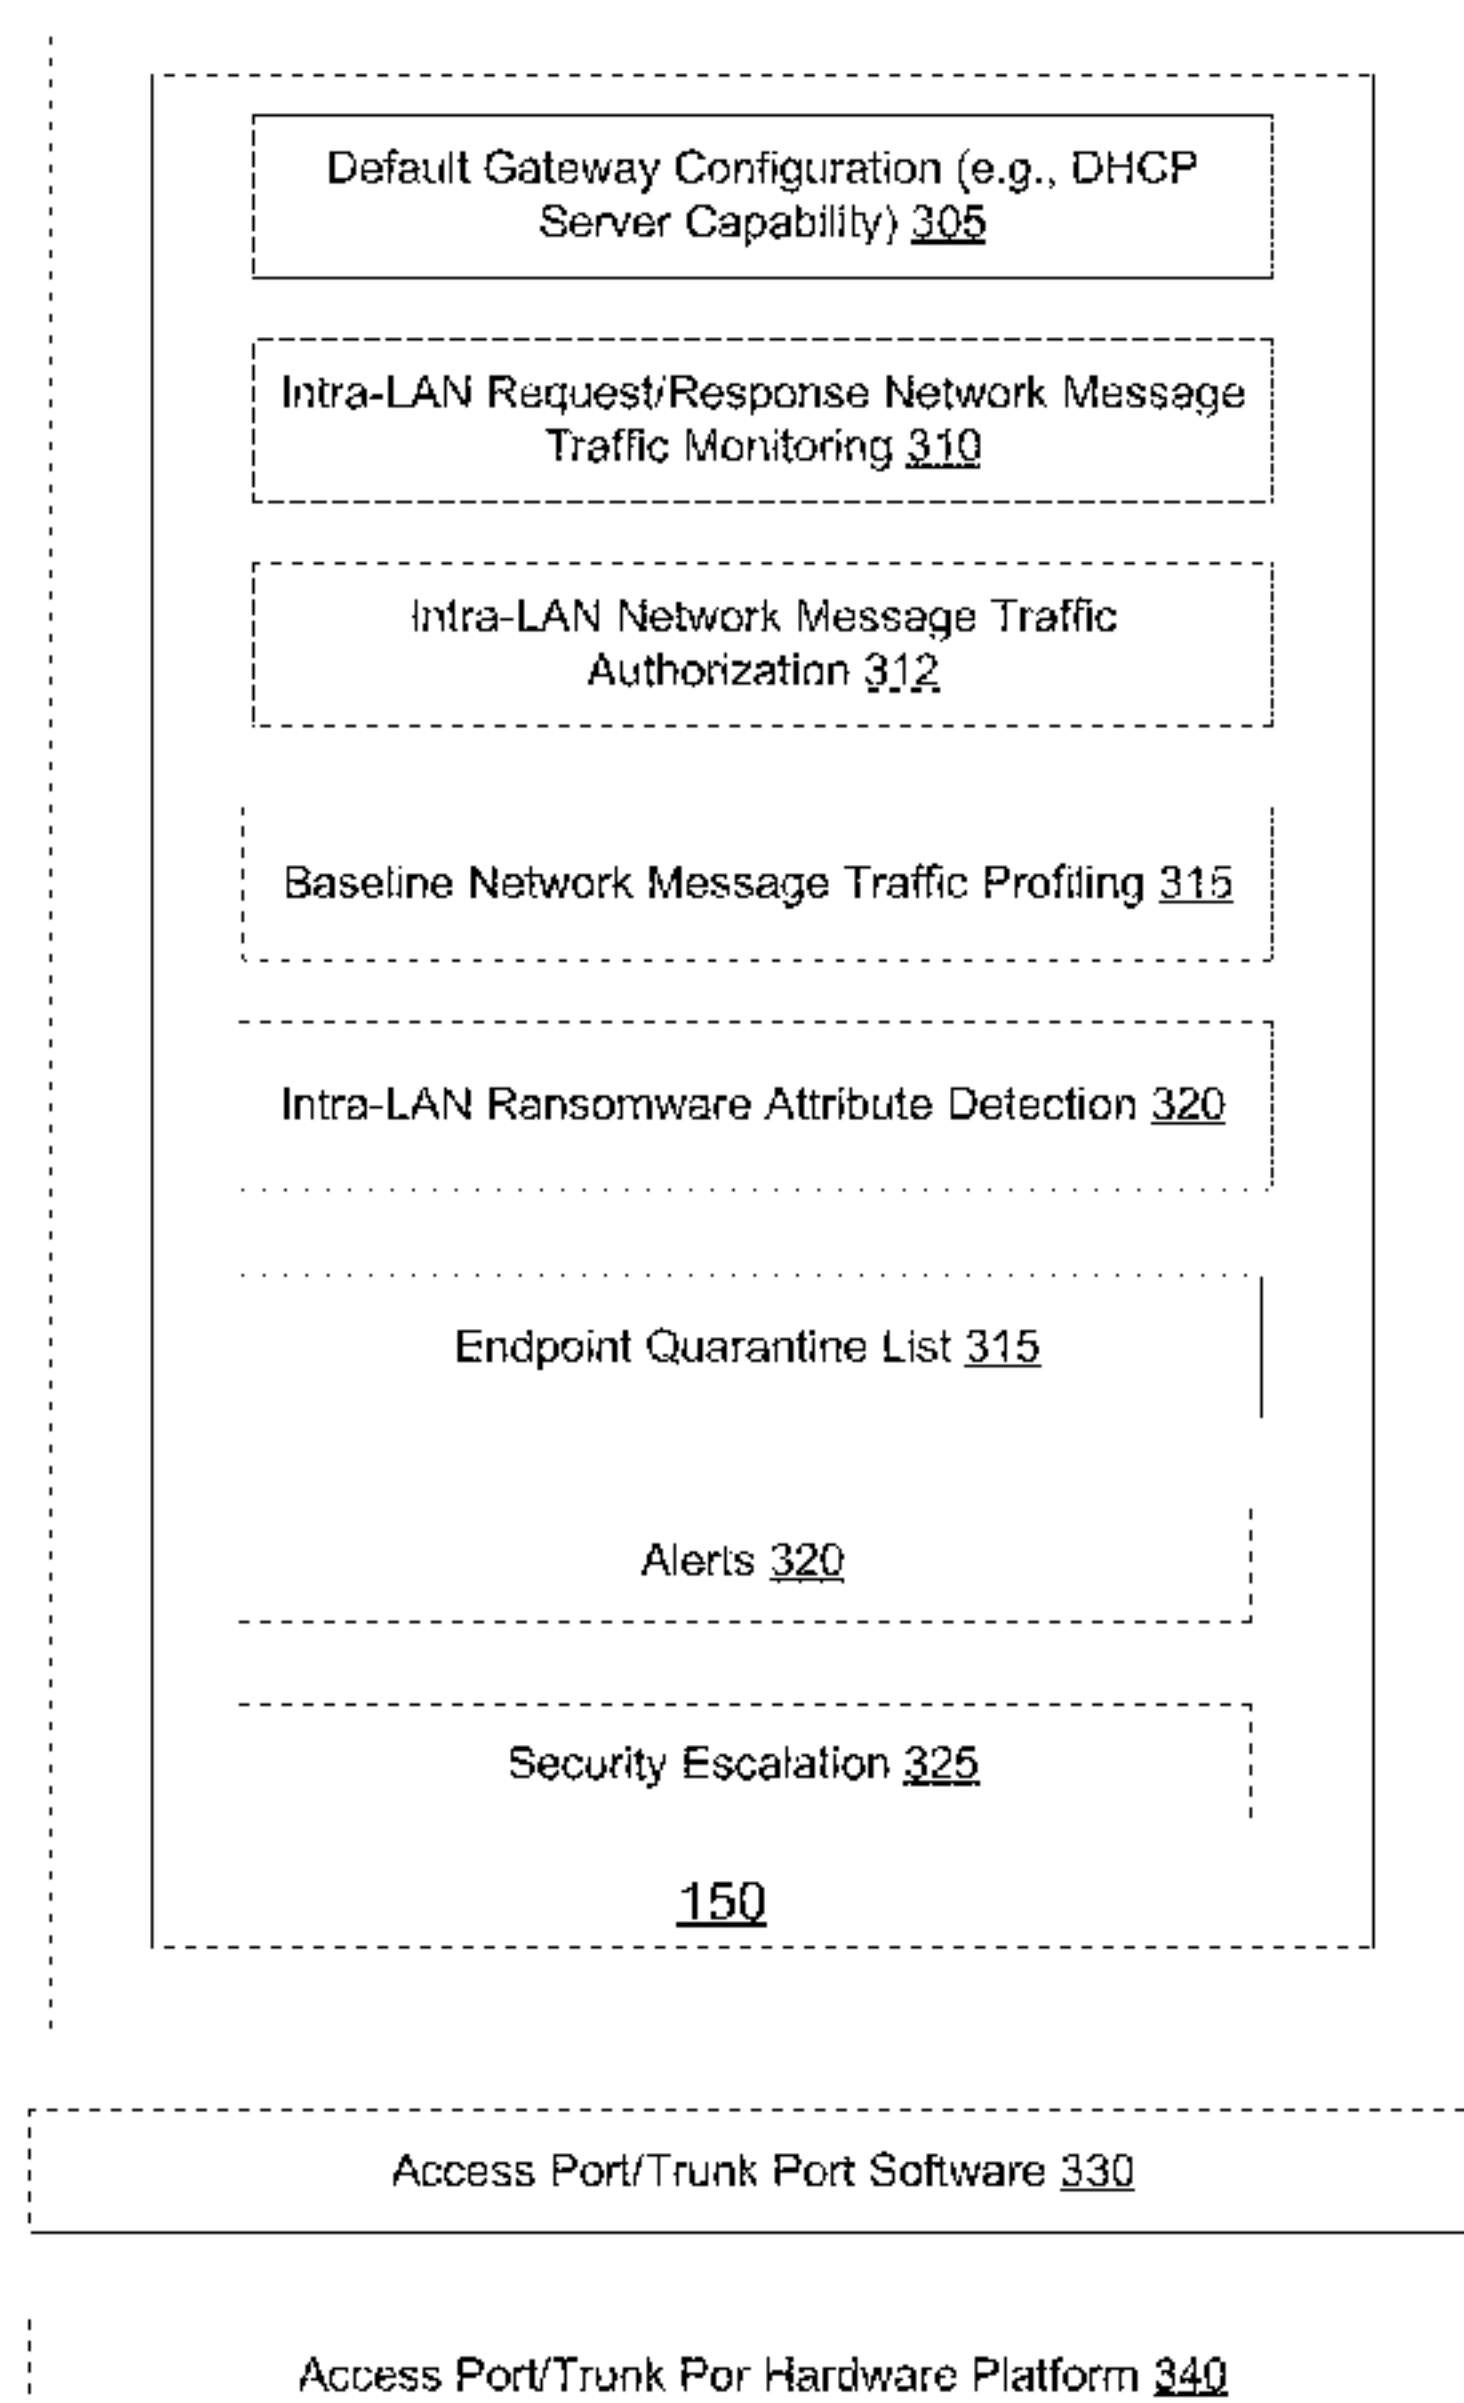 Default Gateway Configuration (e.g., DHCP
Server Capability) 305
Intra-LAN Request/Response Network Message
Traffic Monitoring 310
Intra-LAN Network Message Traffic
Authorization 312
Baseline Network Message Traffic Profiling 315
Intra-LAN Ransomware Attribute Detection 320
Endpoint Quarantine List 315
Alerts 320
Security Escalation 325
150
Access Port/Trunk Port Software 330
Access Port/Trunk Por Hardware Platform 340